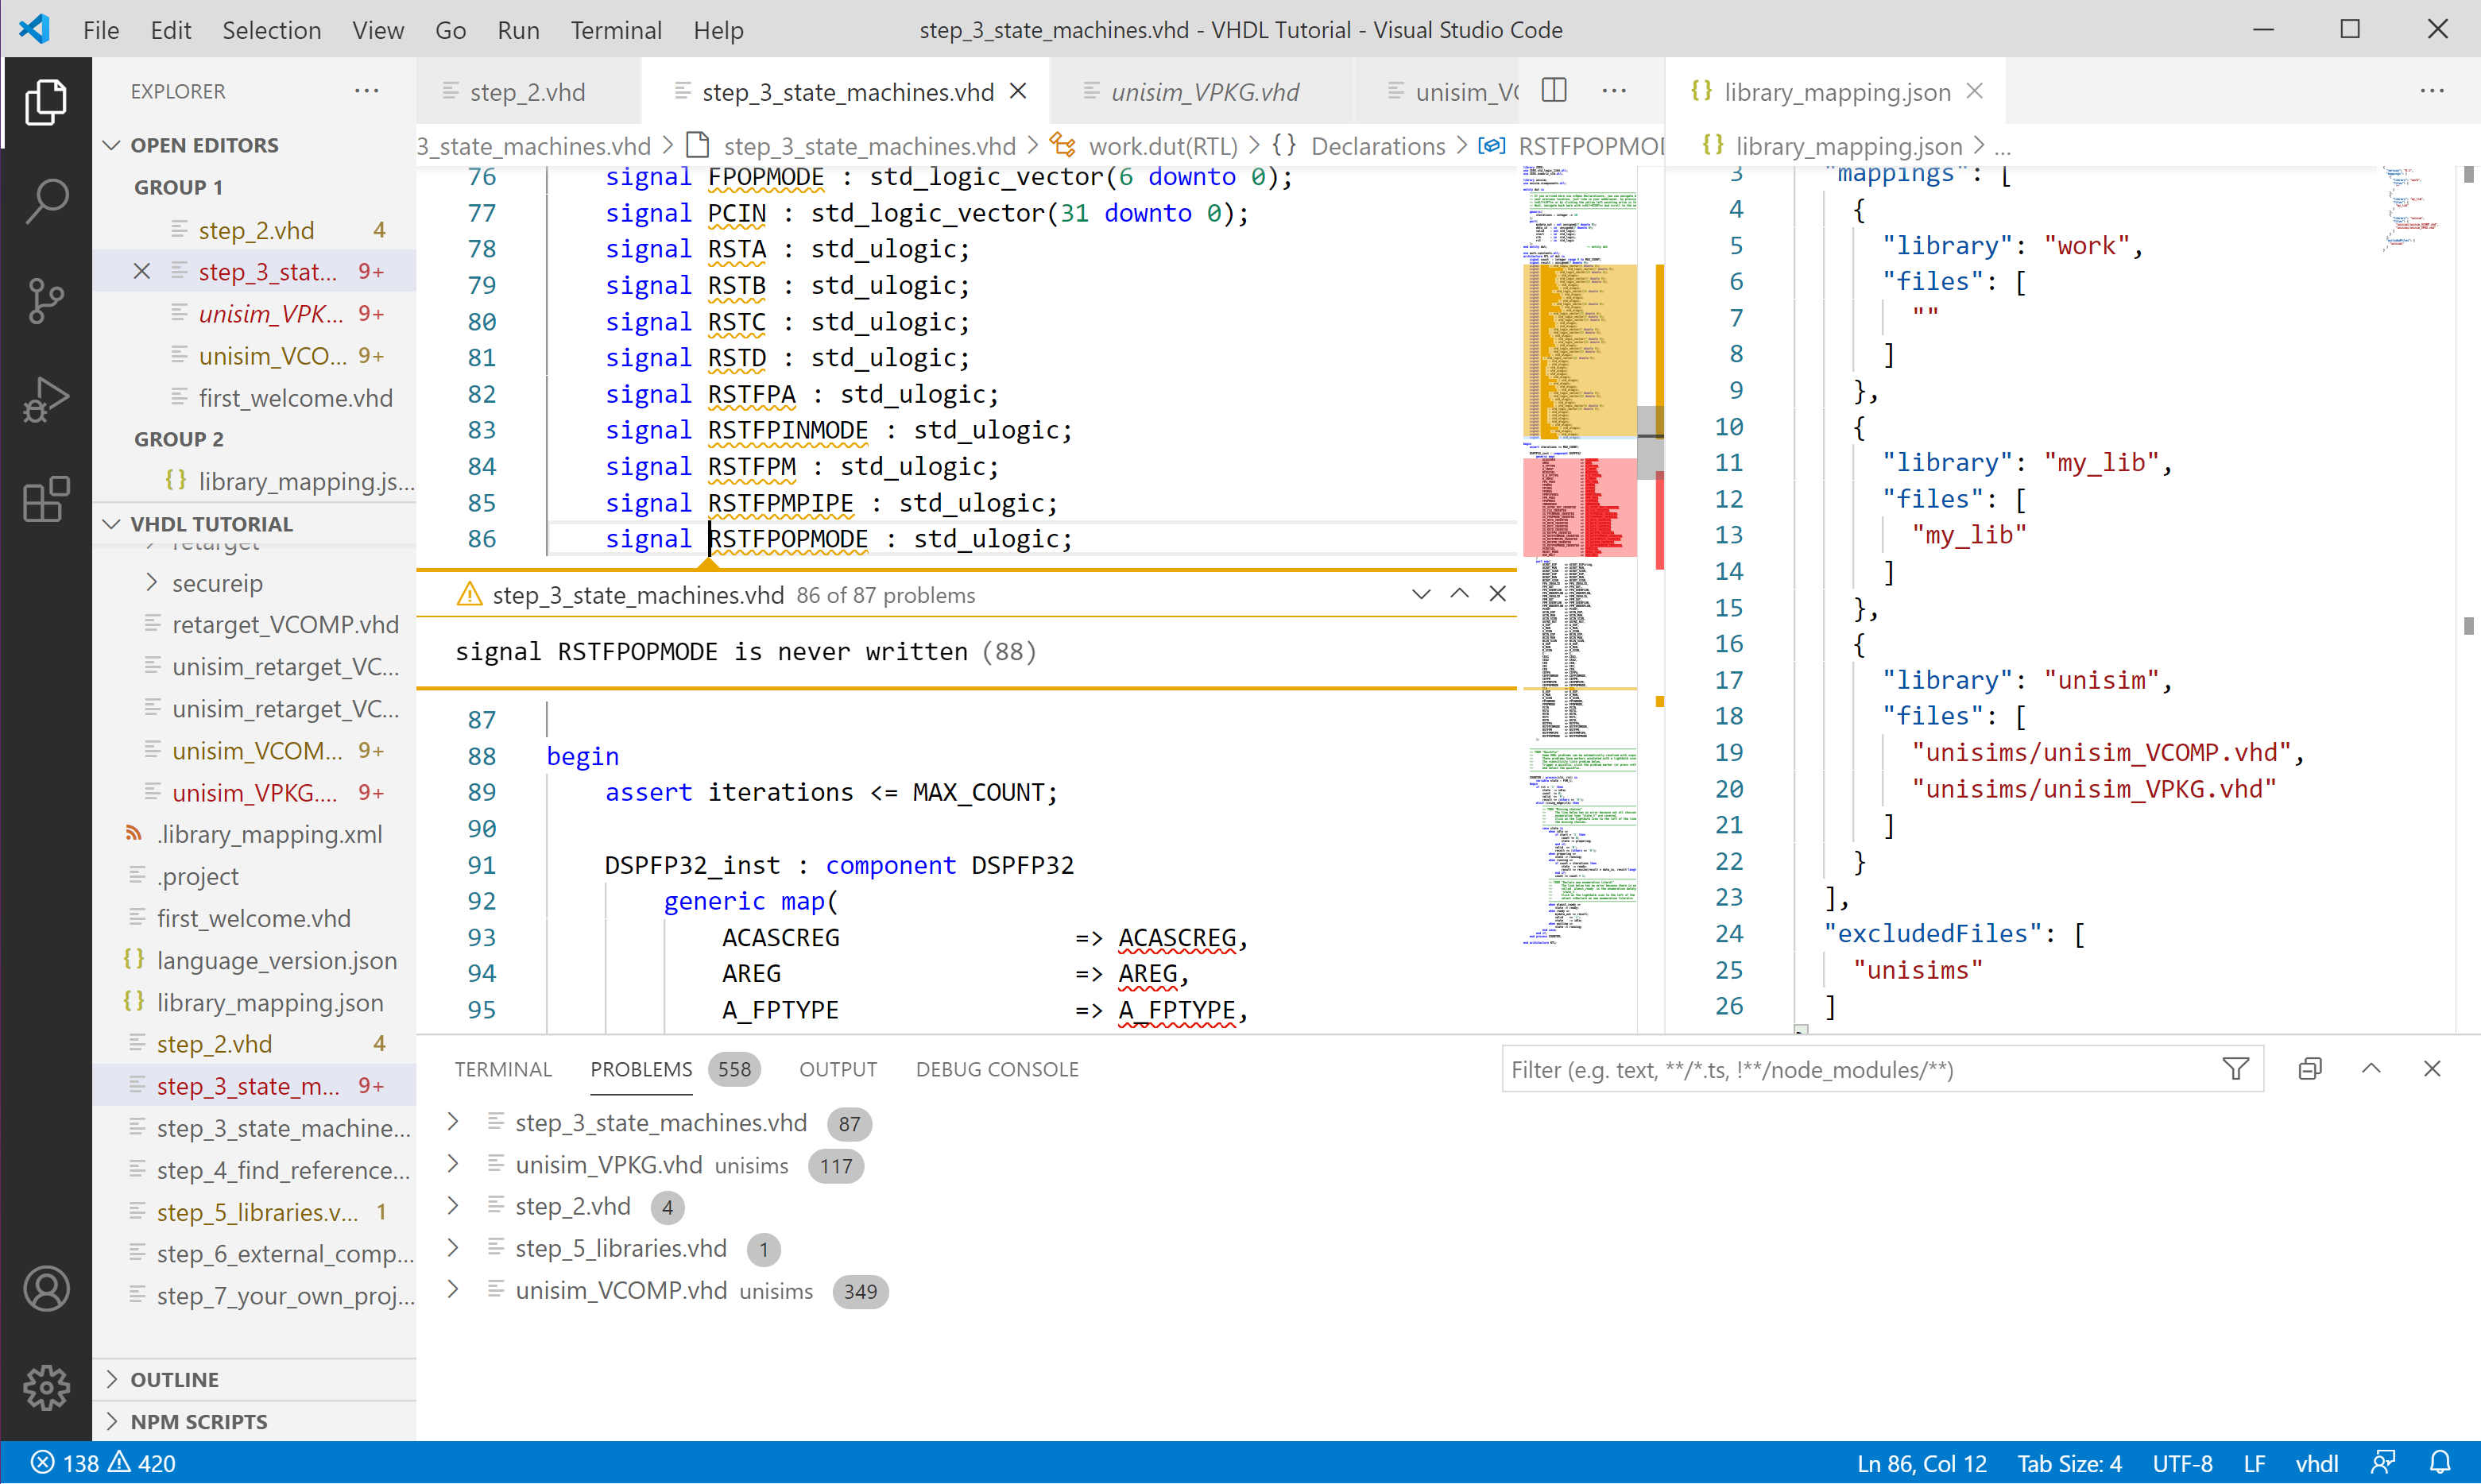 File Edit Selection View Go Run Terminal Help
step_3_state_machines.vhd - VHDL Tutorial - Visual Studio Code
EXPLORER
OPEN EDITORS
GROUP 1
step_2.vhd 4
step_3_stat... 9+
unisim_VPK... 9+
unisim_VCO... 9+
first_welcome.vhd
GROUP 2
library_mapping.js...
VHDL TUTORIAL
retarget
secureip
retarget_VCOMP.vhd
unisim_retarget_VC...
unisim_retarget_VC...
unisim_VCOM... 9+
unisim_VPKG.... 9+
.library_mapping.xml
.project
first_welcome.vhd
language_version.json
library_mapping.json
step_2.vhd 4
step_3_state_m... 9+
step_3_state_machine...
step_4_find_reference...
step_5_libraries.v... 1
step_6_external_comp...
step_7_your_own_proj...
OUTLINE
NPM SCRIPTS
step_2.vhd
step_3_state_machines.vhd
unisim_VPKG.vhd
unisim_VC
3_state_machines.vhd > step_3_state_machines.vhd > work.dut(RTL) > {} Declarations > RSTFPOPMOD
76 signal FPOPMODE : std_logic_vector(6 downto 0);
77 signal PCIN : std_logic_vector(31 downto 0);
78 signal RSTA : std_ulogic;
79 signal RSTB : std_ulogic;
80 signal RSTC : std_ulogic;
81 signal RSTD : std_ulogic;
82 signal RSTFPA : std_ulogic;
83 signal RSTFPINMODE : std_ulogic;
84 signal RSTFPM : std_ulogic;
85 signal RSTFPMPIPE : std_ulogic;
86 signal RSTFPOPMODE : std_ulogic;
step_3_state_machines.vhd 86 of 87 problems
signal RSTFPOPMODE is never written (88)
87
88 begin
89 assert iterations <= MAX_COUNT;
90
91 DSPFP32_inst : component DSPFP32
92 generic map(
93 ACASCREG => ACASCREG,
94 AREG => AREG,
95 A_FPTYPE => A_FPTYPE,
library_mapping.json
{} library_mapping.json > ...
3 "mappings": [
4 {
5 "library": "work",
6 "files": [
7 ""
8 ]
9 },
10 {
11 "library": "my_lib",
12 "files": [
13 "my_lib"
14 ]
15 },
16 {
17 "library": "unisim",
18 "files": [
19 "unisims/unisim_VCOMP.vhd",
20 "unisims/unisim_VPKG.vhd"
21 ]
22 }
23 ],
24 "excludedFiles": [
25 "unisims"
26 ]
TERMINAL PROBLEMS 558 OUTPUT DEBUG CONSOLE
Filter (e.g. text, **/*.ts, !**/node_modules/**)
step_3_state_machines.vhd 87
unisim_VPKG.vhd unisims 117
step_2.vhd 4
step_5_libraries.vhd 1
unisim_VCOMP.vhd unisims 349
138 420
Ln 86, Col 12 Tab Size: 4 UTF-8 LF vhdl